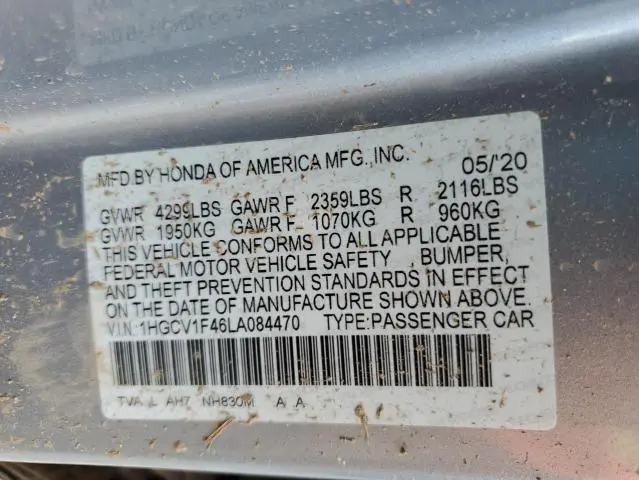 MFD.BY HONDA OF AMERICA MFG.,INC. 05/'20
GVWR 4299LBS GAWR F 2359LBS R 2116LBS
GVWR 1950KG GAWR F 1070KG R 960KG
THIS VEHICLE CONFORMS TO ALL APPLICABLE
FEDERAL MOTOR VEHICLE SAFETY , BUMPER,
AND THEFT PREVENTION STANDARDS IN EFFECT
ON THE DATE OF MANUFACTURE SHOWN ABOVE.
V.I.N.:1HGCV1F46LA084470 TYPE:PASSENGER CAR
TVA L AH7 NH830M A A